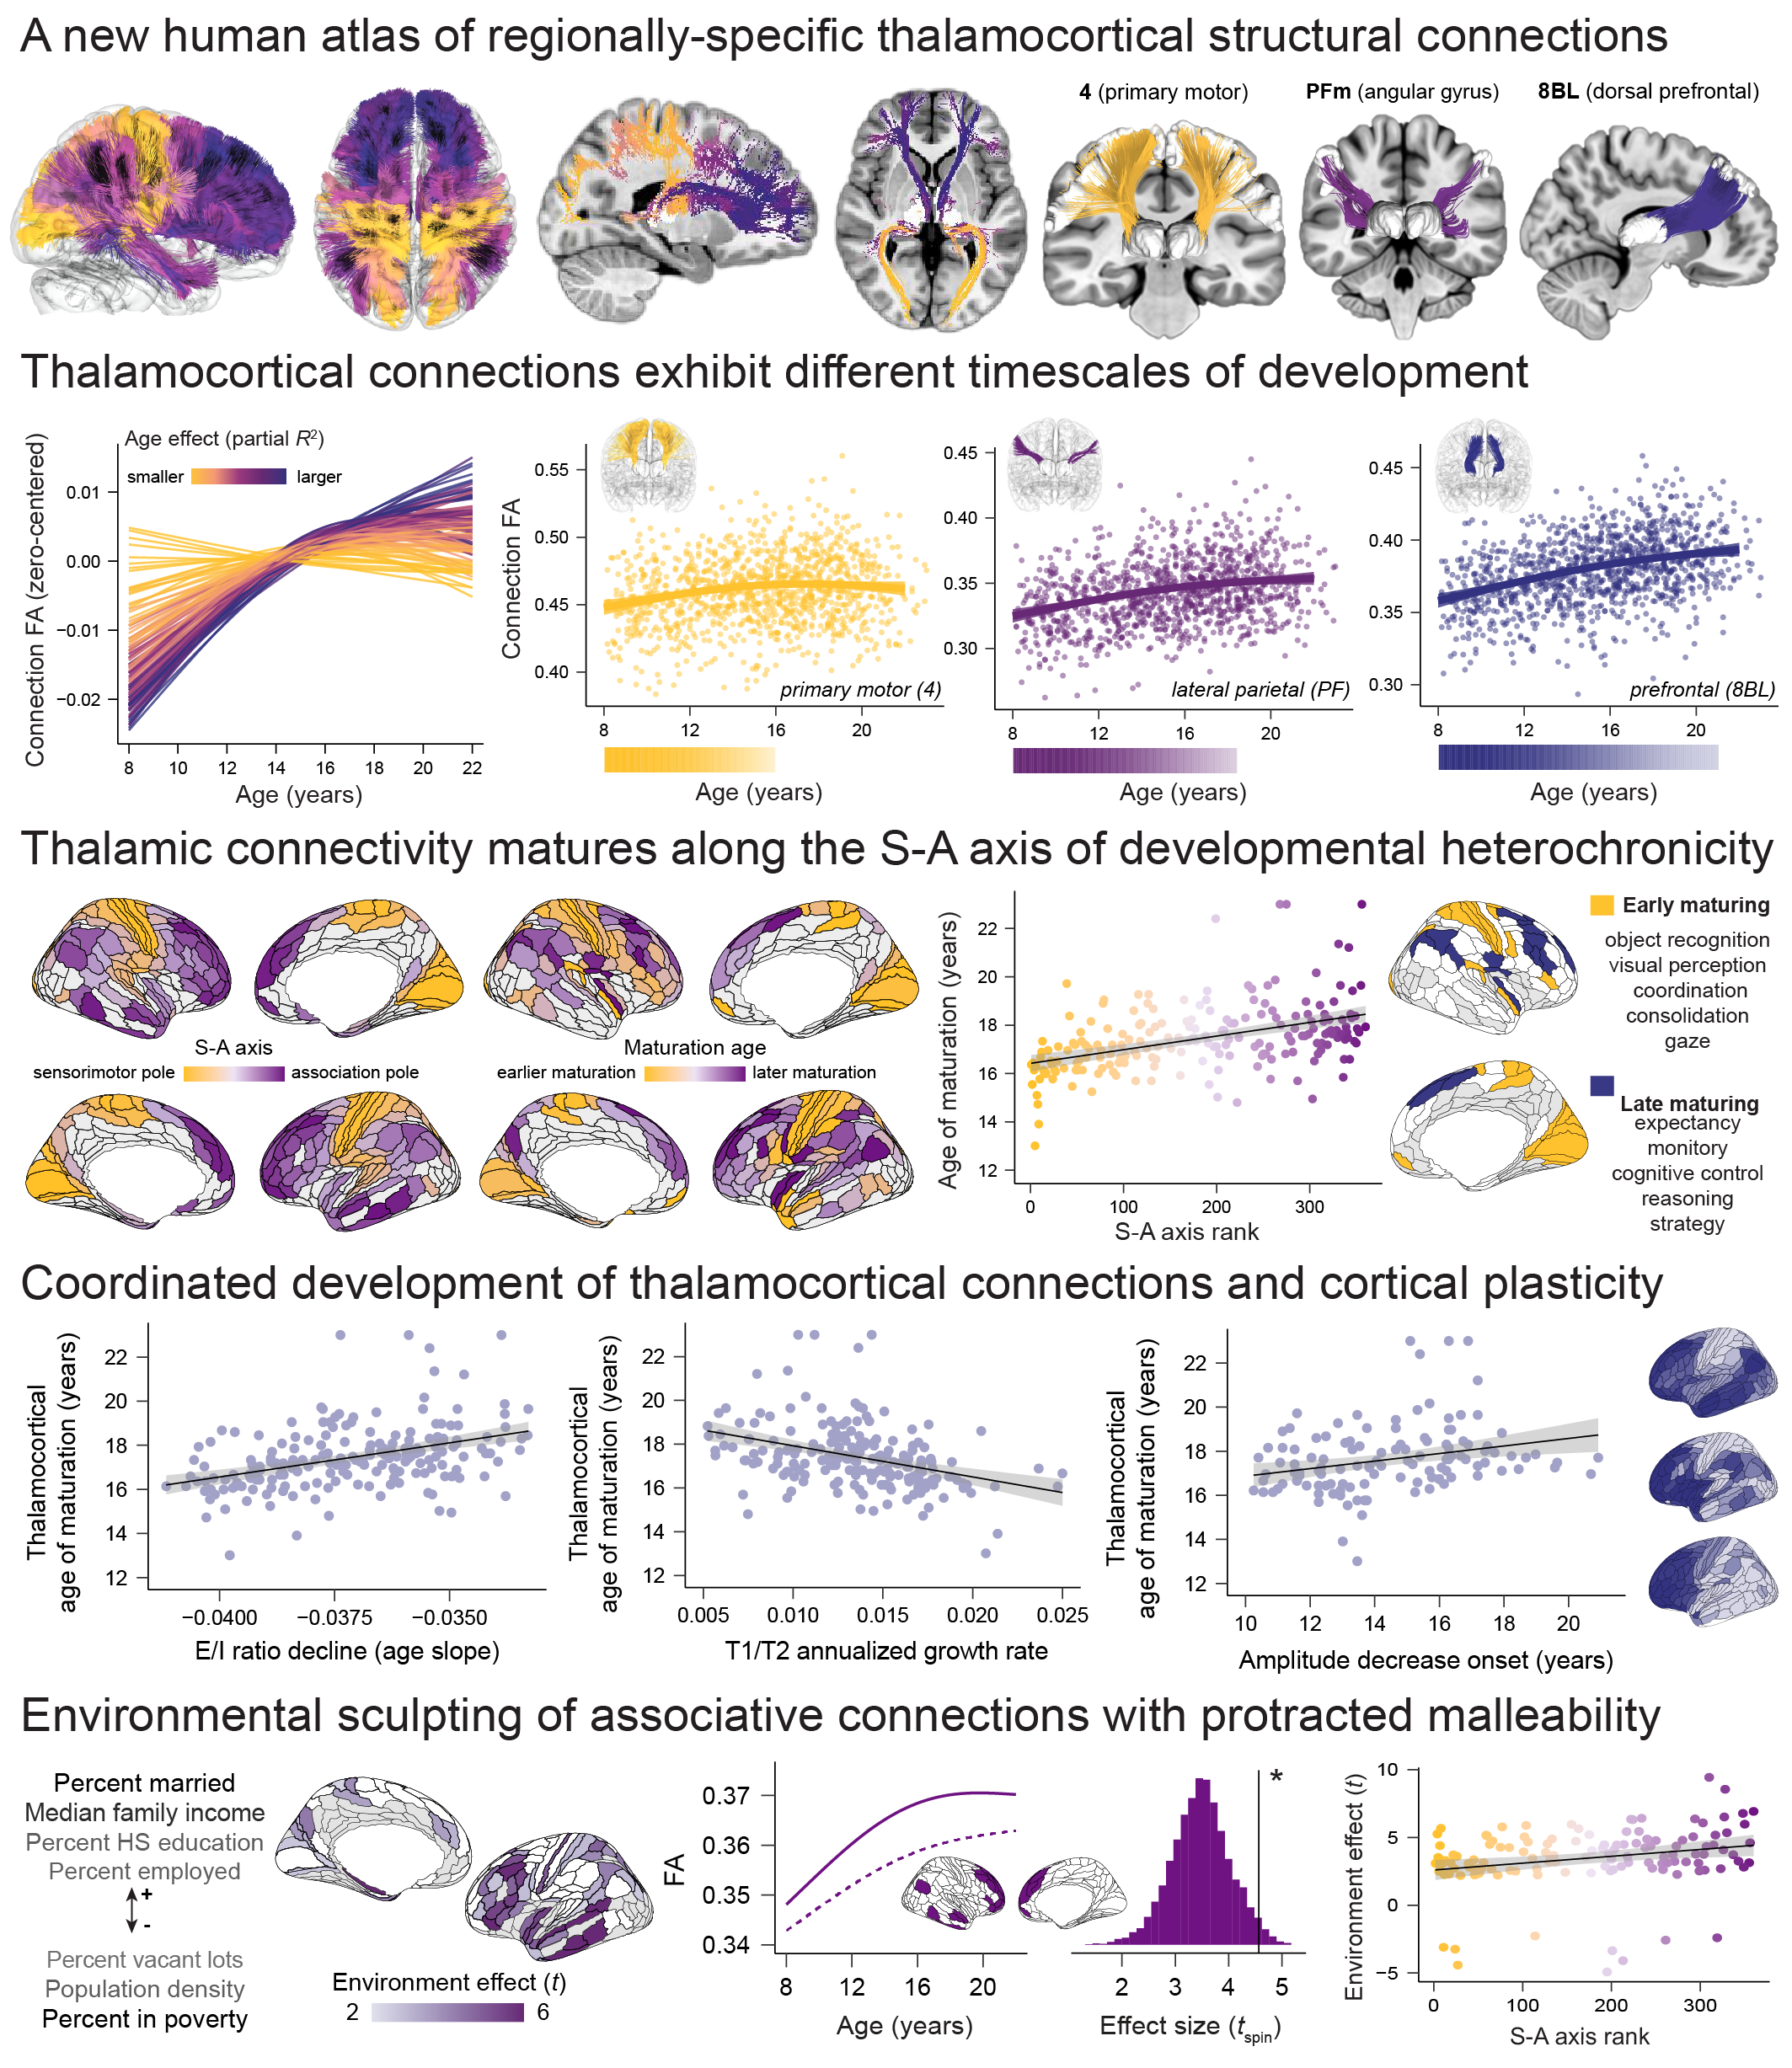 A new human atlas of regionally-specific thalamocortical structural connections
4 (primary motor)
PFm (angular gyrus)
8BL (dorsal prefrontal)
Thalamocortical connections exhibit different timescales of development
Connection FA (zero-centered)
Age effect (partial R²)
smaller
larger
0.01
0.00
−0.01
−0.02
8 10 12 14 16 18 20 22
Age (years)
Connection FA
0.55
0.50
0.45
0.40
primary motor (4)
8 12 16 20
Age (years)
0.45
0.40
0.35
0.30
lateral parietal (PF)
8 12 16 20
Age (years)
0.45
0.40
0.35
0.30
prefrontal (8BL)
8 12 16 20
Age (years)
Thalamic connectivity matures along the S-A axis of developmental heterochronicity
S-A axis
sensorimotor pole
association pole
Maturation age
earlier maturation
later maturation
Age of maturation (years)
22
20
18
16
14
12
0 100 200 300
S-A axis rank
Early maturing
object recognition
visual perception
coordination
consolidation
gaze
Late maturing
expectancy
monitory
cognitive control
reasoning
strategy
Coordinated development of thalamocortical connections and cortical plasticity
Thalamocortical
age of maturation (years)
22
20
18
16
14
12
−0.0400 −0.0375 −0.0350
E/I ratio decline (age slope)
Thalamocortical
age of maturation (years)
22
20
18
16
14
12
0.005 0.010 0.015 0.020 0.025
T1/T2 annualized growth rate
Thalamocortical
age of maturation (years)
22
20
18
16
14
12
10 12 14 16 18 20
Amplitude decrease onset (years)
Environmental sculpting of associative connections with protracted malleability
Percent married
Median family income
Percent HS education
Percent employed
+
-
Percent vacant lots
Population density
Percent in poverty
Environment effect (t)
2
6
FA
0.37
0.36
0.35
0.34
8 12 16 20
Age (years)
*
2 3 4 5
Effect size (tspin)
Environment effect (t)
10
5
0
−5
0 100 200 300
S-A axis rank